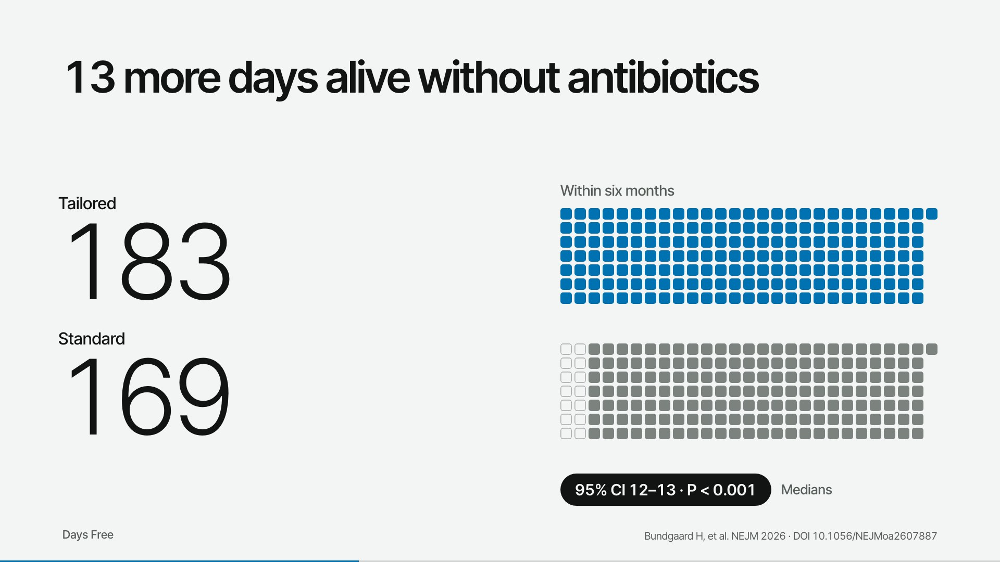 13 more days alive without antibiotics
Tailored
183
Standard
169
Within six months
95% CI 12–13 · P < 0.001
Medians
Days Free
Bundgaard H, et al. NEJM 2026 · DOI 10.1056/NEJMoa2607887